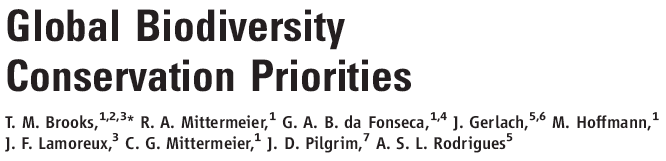 Global Biodiversity
Conservation Priorities
T. M. Brooks,1,2,3* R. A. Mittermeier,1 G. A. B. da Fonseca,1,4 J. Gerlach,5,6 M. Hoffmann,1
J. F. Lamoreux,3 C. G. Mittermeier,1 J. D. Pilgrim,7 A. S. L. Rodrigues5